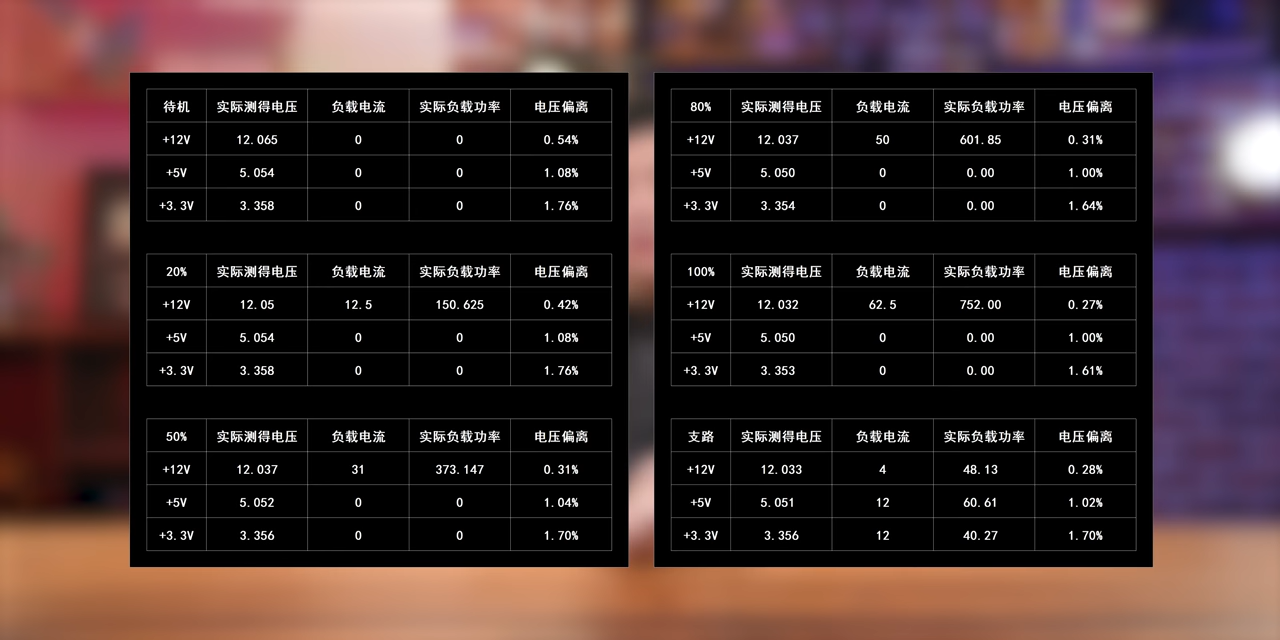 待机 实际测得电压 负载电流 实际负载功率 电压偏离
+12V 12.065 0 0 0.54%
+5V 5.054 0 0 1.08%
+3.3V 3.358 0 0 1.76%
20% 实际测得电压 负载电流 实际负载功率 电压偏离
+12V 12.05 12.5 150.625 0.42%
+5V 5.054 0 0 1.08%
+3.3V 3.358 0 0 1.76%
50% 实际测得电压 负载电流 实际负载功率 电压偏离
+12V 12.037 31 373.147 0.31%
+5V 5.052 0 0 1.04%
+3.3V 3.356 0 0 1.70%
80% 实际测得电压 负载电流 实际负载功率 电压偏离
+12V 12.037 50 601.85 0.31%
+5V 5.050 0 0.00 1.00%
+3.3V 3.354 0 0.00 1.64%
100% 实际测得电压 负载电流 实际负载功率 电压偏离
+12V 12.032 62.5 752.00 0.27%
+5V 5.050 0 0.00 1.00%
+3.3V 3.353 0 0.00 1.61%
支路 实际测得电压 负载电流 实际负载功率 电压偏离
+12V 12.033 4 48.13 0.28%
+5V 5.051 12 60.61 1.02%
+3.3V 3.356 12 40.27 1.70%